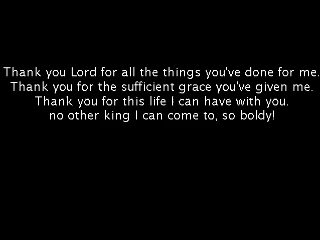 Thank you Lord for all the things you've done for me.
Thank you for the sufficient grace you've given me.
Thank you for this life I can have with you.
no other king I can come to, so boldy!